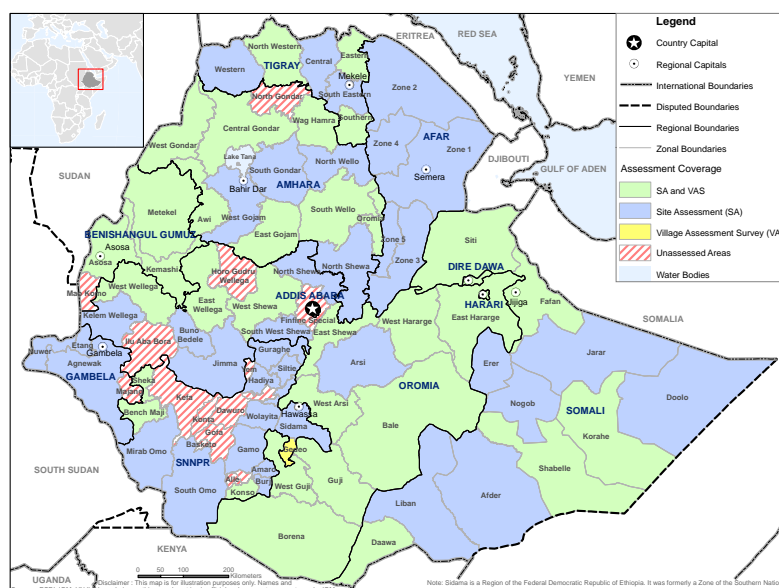 ERITREA
RED SEA
YEMEN
SUDAN
DJIBOUTI
GULF OF ADEN
SOMALIA
SOUTH SUDAN
KENYA
UGANDA
North Western
Eastern
Western
Central
TIGRAY
Mekele
South Eastern
Zone 2
North Gondar
Southern
Wag Hamra
Central Gondar
West Gondar
AFAR
Zone 4
Zone 1
Lake Tana
North Wello
South Gondar
Semera
AMHARA
Bahir Dar
Metekel
South Wello
Oromia
Awi
West Gojam
East Gojam
BENISHANGUL GUMUZ
Asosa
Asosa
Kemashi
Zone 5
Zone 3
Siti
Horo Gudru
Wellega
North Shewa
North Shewa
DIRE DAWA
Mao Komo
West Wellega
ADDIS ABABA
East
Wellega
West Shewa
HARARI
Jijiga
Fafan
Kelem Wellega
Finfine Special
West Hararge
East Hararge
South West Shewa
East Shewa
Buno
Bedele
Ilu Aba Bora
Nuwer
Etang
Gambela
Agnewak
Guraghe
Jimma
Yem
Siltie
Hadiya
Arsi
Erer
Jarar
GAMBELA
Sheka
Majang
Kefa
Dawuro
OROMIA
Nogob
Doolo
Bench Maji
Konta
Wolayita
Hawassa
West Arsi
SOMALI
Sidama
Gofa
Basketo
Bale
Korahe
Mirab Omo
SNNPR
Gamo
Gedeo
Shabelle
Amaro
Burji
Alle
Guji
South Omo
Konso
West Guji
Liban
Afder
Borena
Daawa
Legend
Country Capital
Regional Capitals
International Boundaries
Disputed Boundaries
Regional Boundaries
Zonal Boundaries
Assessment Coverage
SA and VAS
Site Assessment (SA)
Village Assessment Survey (VA
Unassessed Areas
Water Bodies
0 50 100 200
Kilometers
Disclaimer : This map is for illustration purposes only. Names and
Note: Sidama is a Region of the Federal Democratic Republic of Ethiopia. It was formerly a Zone of the Southern Nation